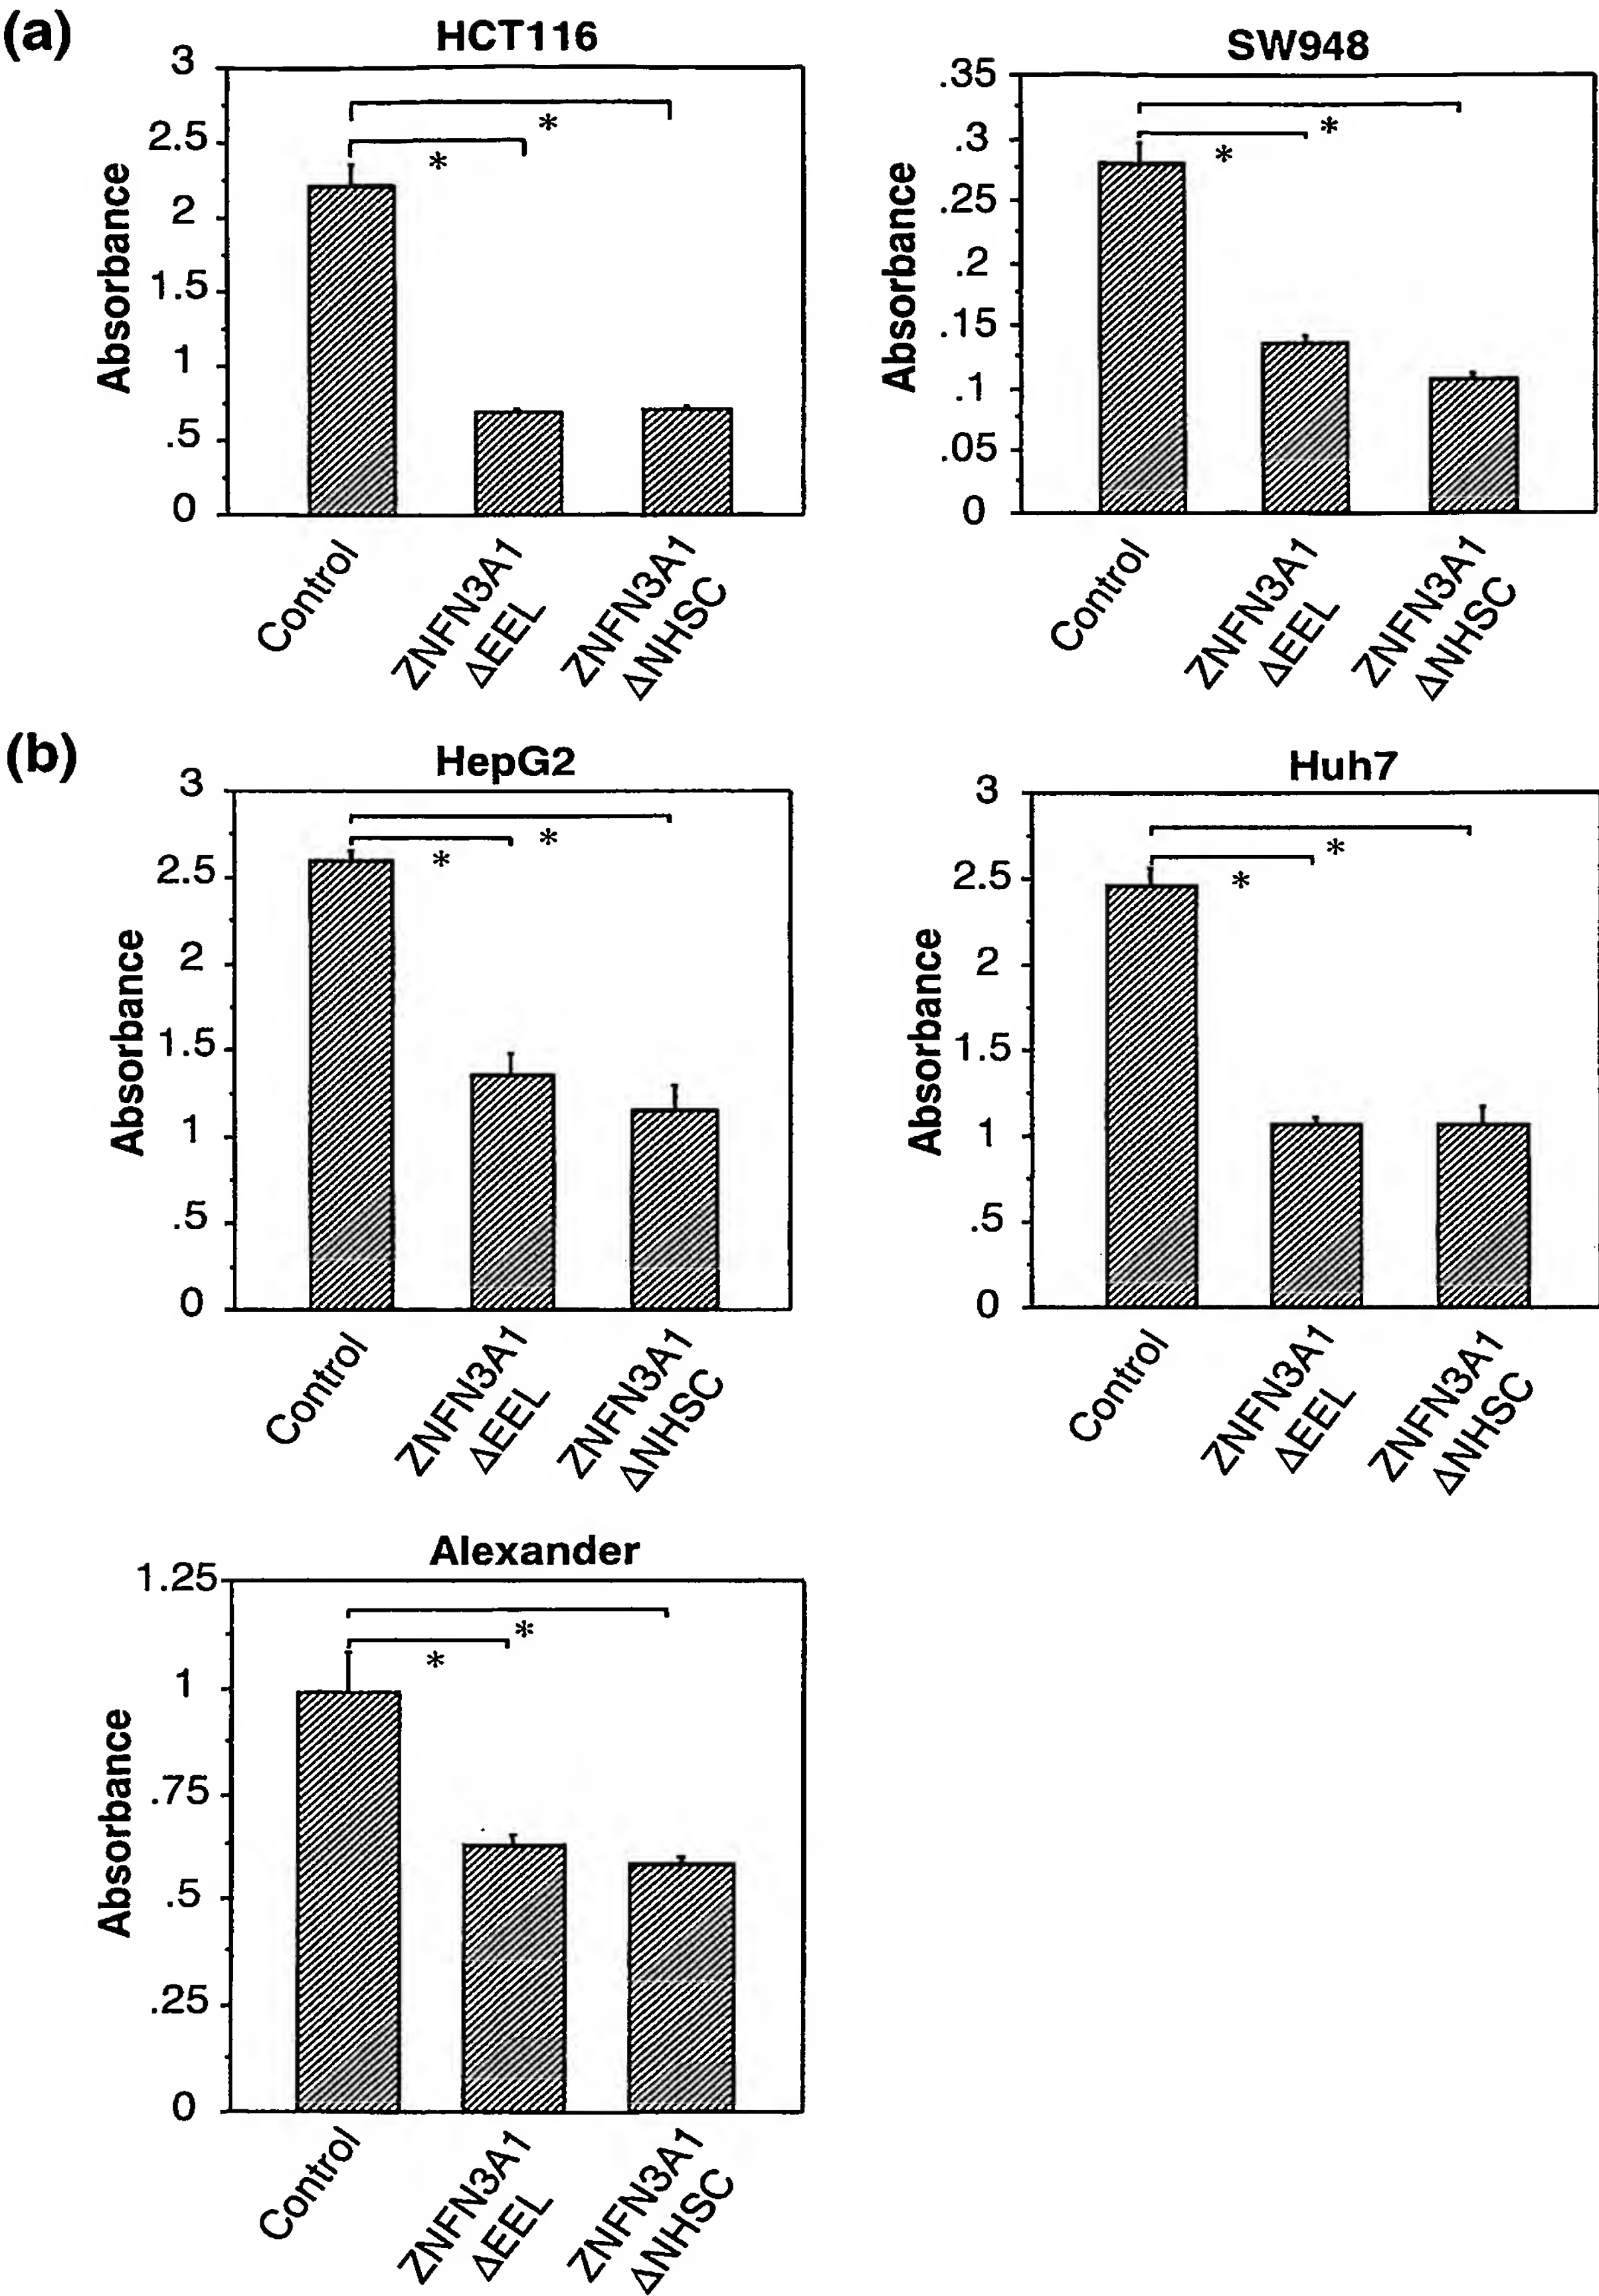 (a)
HCT116
3
2.5
2
1.5
1
.5
0
Absorbance
*
*
Control
ZNFN3A1
ΔEEL
ZNFN3A1
ΔNHSC
SW948
.35
.3
.25
.2
.15
.1
.05
0
Absorbance
*
*
Control
ZNFN3A1
ΔEEL
ZNFN3A1
ΔNHSC
(b)
HepG2
3
2.5
2
1.5
1
.5
0
Absorbance
*
*
Control
ZNFN3A1
ΔEEL
ZNFN3A1
ΔNHSC
Huh7
3
2.5
2
1.5
1
.5
0
Absorbance
*
*
Control
ZNFN3A1
ΔEEL
ZNFN3A1
ΔNHSC
Alexander
1.25
1
.75
.5
.25
0
Absorbance
*
*
Control
ZNFN3A1
ΔEEL
ZNFN3A1
ΔNHSC